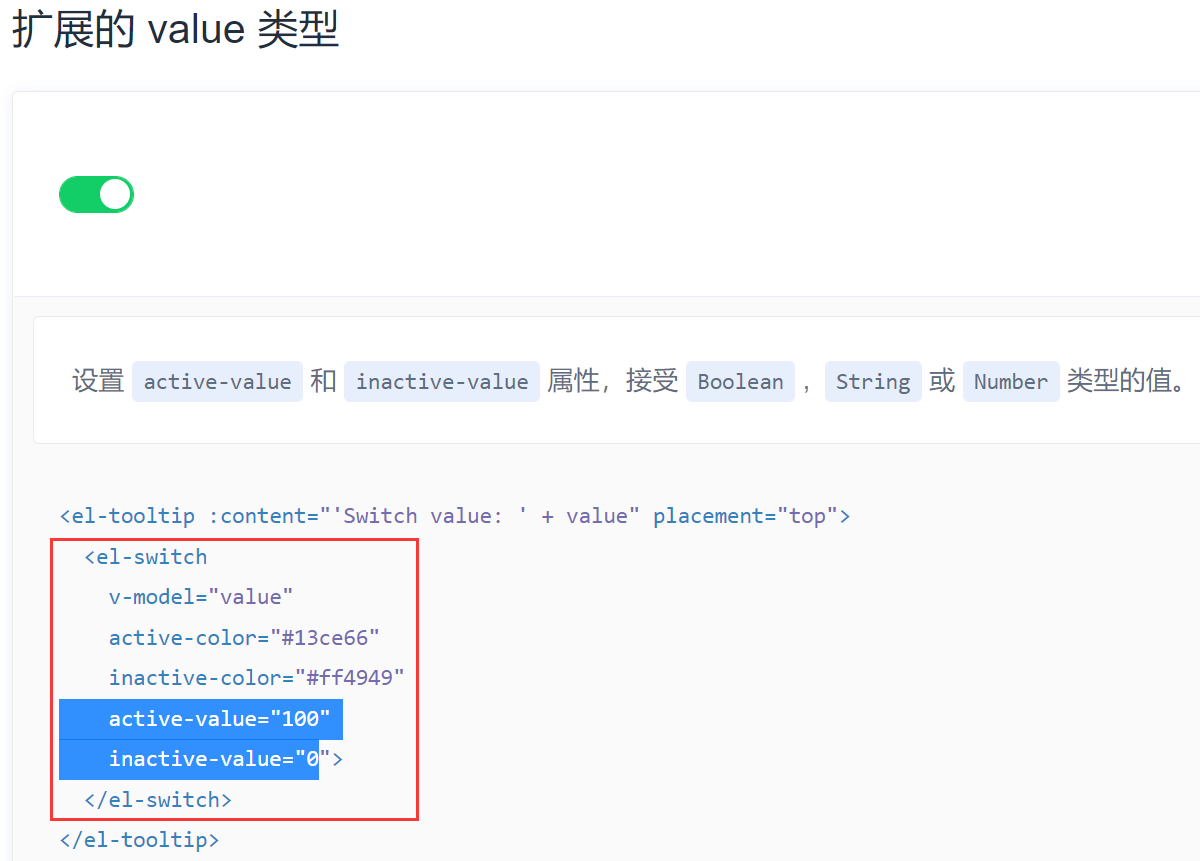 扩展的 value 类型
设置 active-value 和 inactive-value 属性，接受 Boolean ，String 或 Number 类型的值。
<el-tooltip :content="'Switch value: ' + value" placement="top">
<el-switch
v-model="value"
active-color="#13ce66"
inactive-color="#ff4949"
active-value="100"
inactive-value="0">
</el-switch>
</el-tooltip>